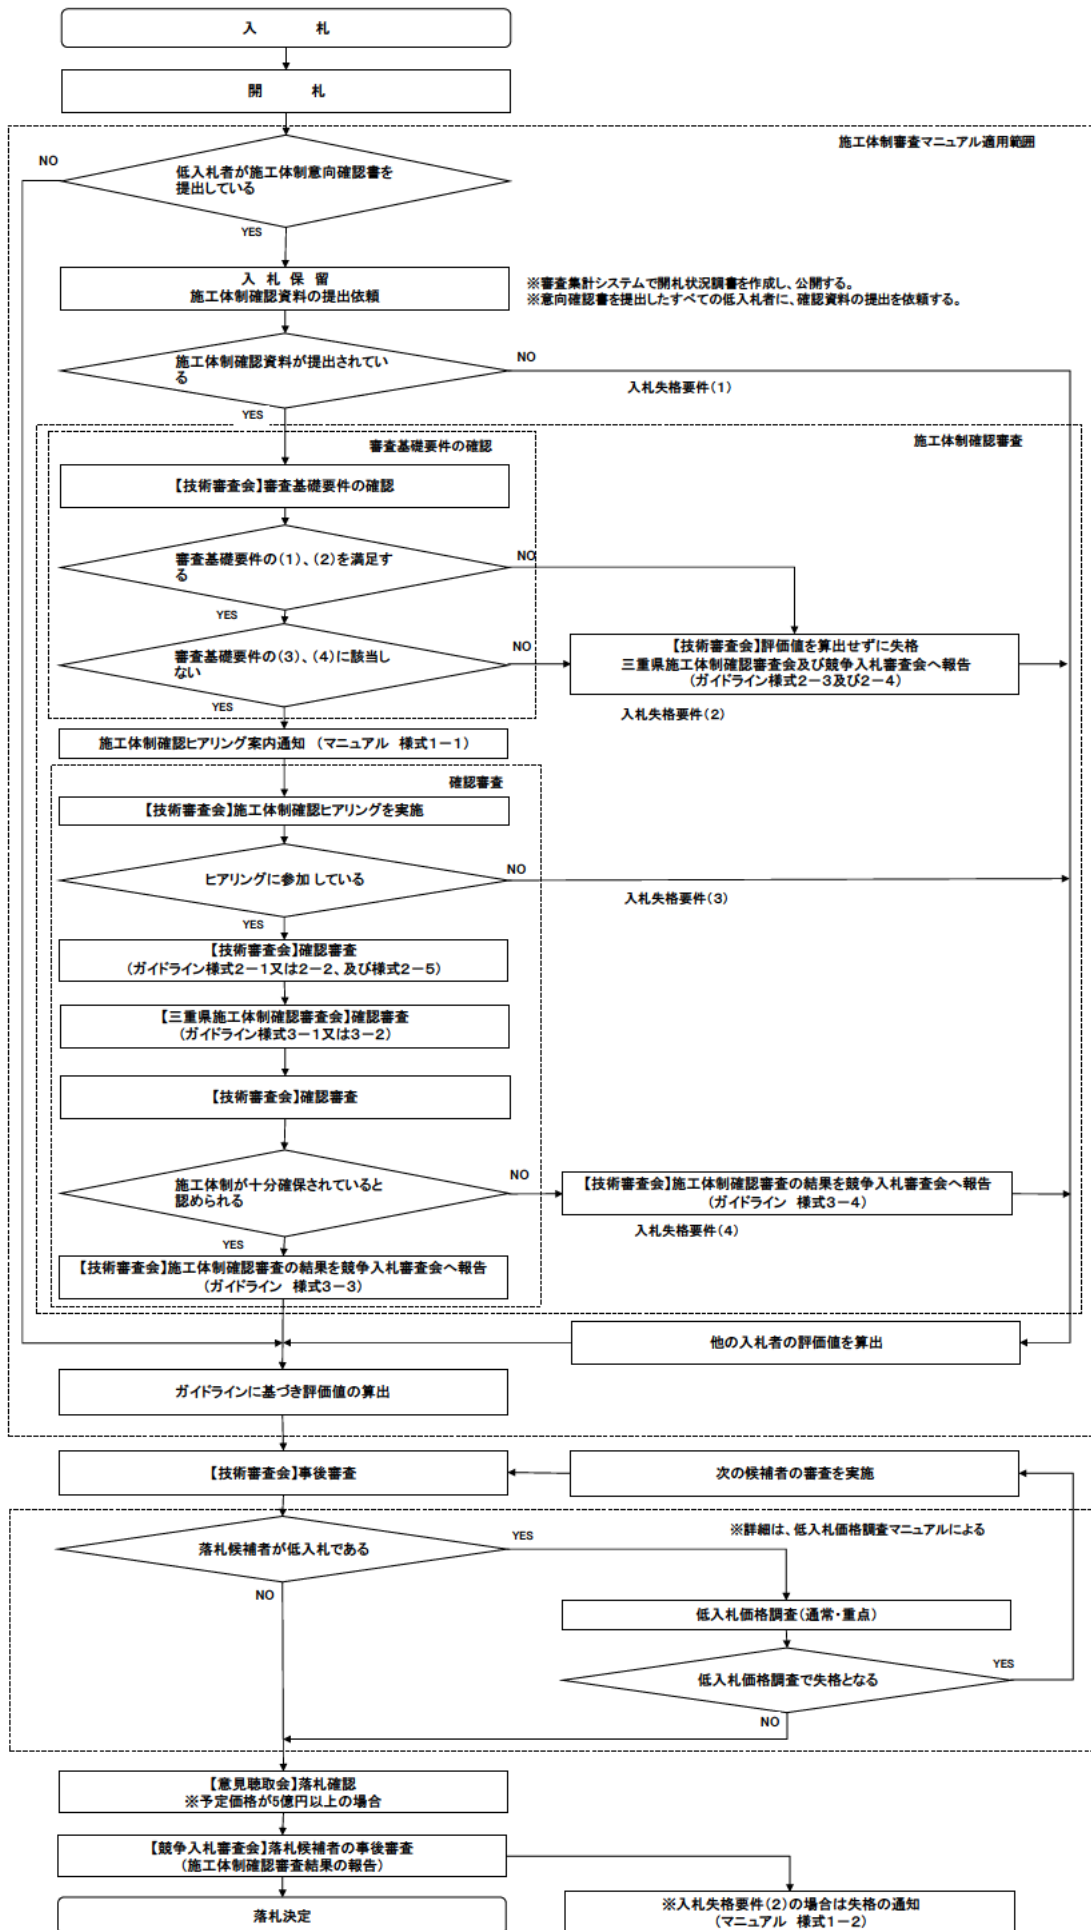 入　　　札
開　　　札
施工体制審査マニュアル適用範囲
NO
低入札者が施工体制意向確認書を
提出している
YES
入 札 保 留
施工体制確認資料の提出依頼
※審査集計システムで開札状況調書を作成し、公開する。
※意向確認書を提出したすべての低入札者に、確認資料の提出を依頼する。
施工体制確認資料が提出されてい
る
NO
入札失格要件(1)
YES
施工体制確認審査
審査基礎要件の確認
【技術審査会】審査基礎要件の確認
審査基礎要件の(1)、(2)を満足す
る
NO
YES
審査基礎要件の(3)、(4)に該当し
ない
NO
【技術審査会】評価値を算出せずに失格
三重県施工体制確認審査会及び競争入札審査会へ報告
(ガイドライン様式2－3及び2－4)
入札失格要件(2)
YES
施工体制確認ヒアリング案内通知　(マニュアル　様式1－1)
確認審査
【技術審査会】施工体制確認ヒアリングを実施
ヒアリングに参加している
NO
入札失格要件(3)
YES
【技術審査会】確認審査
(ガイドライン様式2－1又は2－2、及び様式2－5)
【三重県施工体制確認審査会】確認審査
(ガイドライン様式3－1又は3－2)
【技術審査会】確認審査
施工体制が十分確保されていると
認められる
NO
【技術審査会】施工体制確認審査の結果を競争入札審査会へ報告
(ガイドライン　様式3－4)
入札失格要件(4)
YES
【技術審査会】施工体制確認審査の結果を競争入札審査会へ報告
(ガイドライン　様式3－3)
他の入札者の評価値を算出
ガイドラインに基づき評価値の算出
【技術審査会】事後審査
次の候補者の審査を実施
※詳細は、低入札価格調査マニュアルによる
落札候補者が低入札である
YES
NO
低入札価格調査(通常・重点)
低入札価格調査で失格となる
YES
NO
【意見聴取会】落札確認
※予定価格が5億円以上の場合
【競争入札審査会】落札候補者の事後審査
(施工体制確認審査結果の報告)
落札決定
※入札失格要件(2)の場合は失格の通知
(マニュアル　様式1－2)